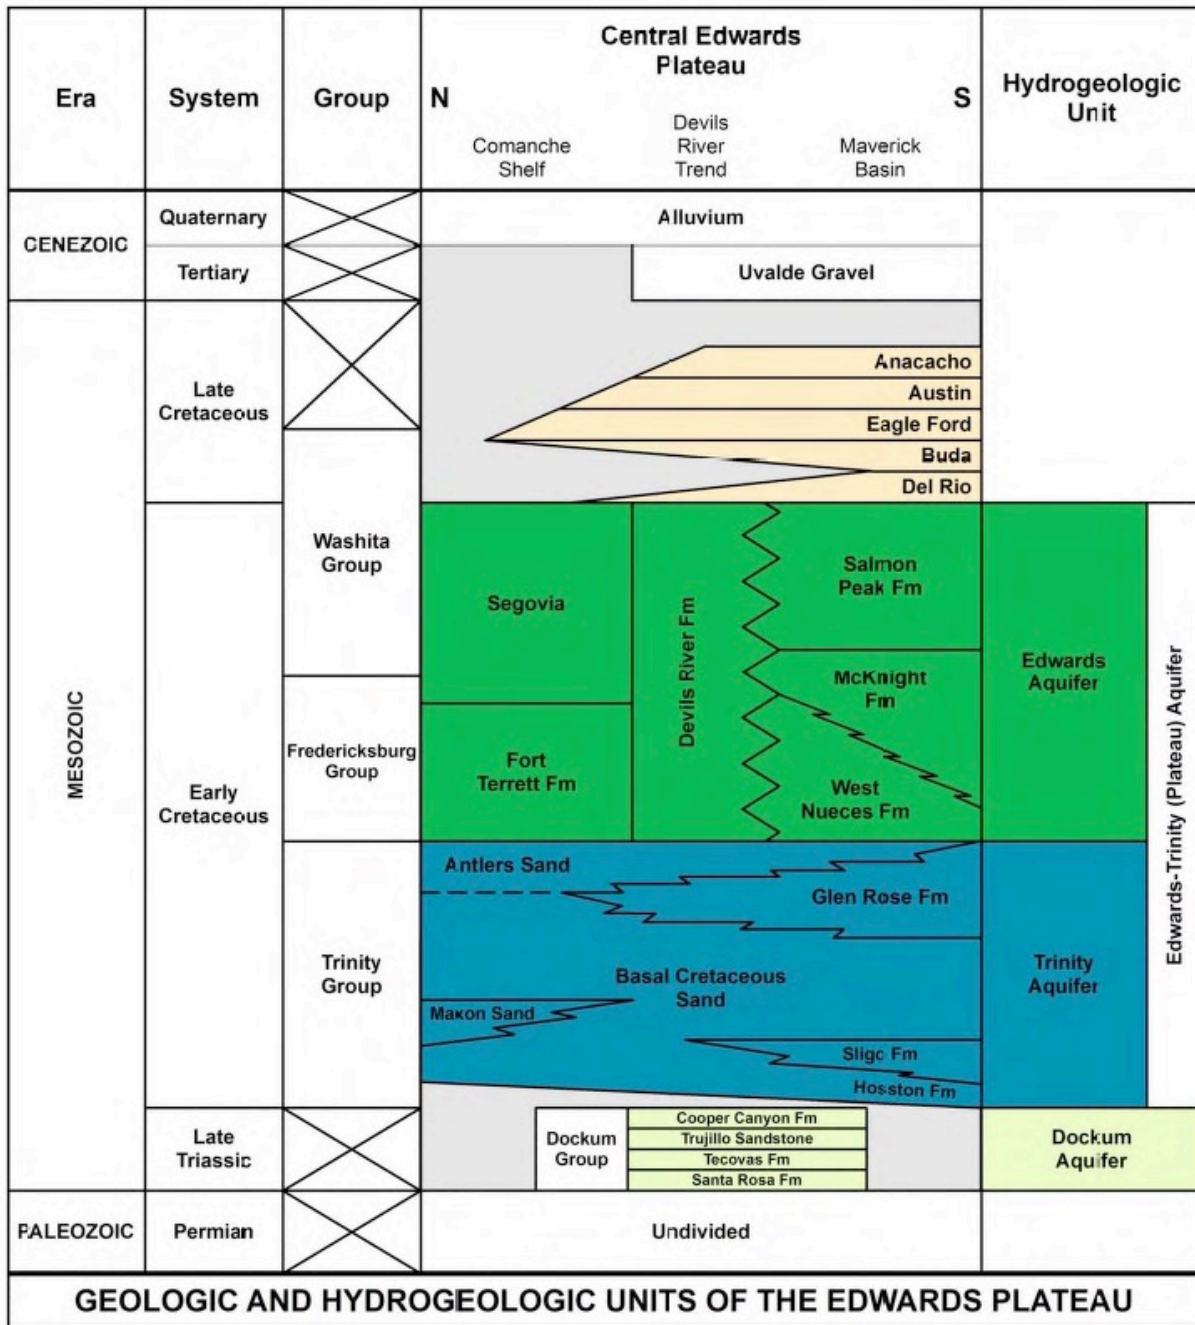 Era
System
Group
N
Central Edwards
Plateau
S
Hydrogeologic
Unit
Comanche
Shelf
Devils
River
Trend
Maverick
Basin
CENEZOIC
Quaternary
Alluvium
Tertiary
Uvalde Gravel
MESOZOIC
Late
Cretaceous
Anacacho
Austin
Eagle Ford
Buda
Del Rio
Early
Cretaceous
Washita
Group
Segovia
Devils River Fm
Salmon
Peak Fm
McKnight
Fm
Edwards
Aquifer
Edwards-Trinity (Plateau) Aquifer
Fredericksburg
Group
Fort
Terrett Fm
West
Nueces Fm
Trinity
Group
Antlers Sand
Glen Rose Fm
Basal Cretaceous
Sand
Maxon Sand
Sligo Fm
Hosston Fm
Trinity
Aquifer
Late
Triassic
Dockum
Group
Cooper Canyon Fm
Trujillo Sandstone
Tecovas Fm
Santa Rosa Fm
Dockum
Aquifer
PALEOZOIC
Permian
Undivided
GEOLOGIC AND HYDROGEOLOGIC UNITS OF THE EDWARDS PLATEAU